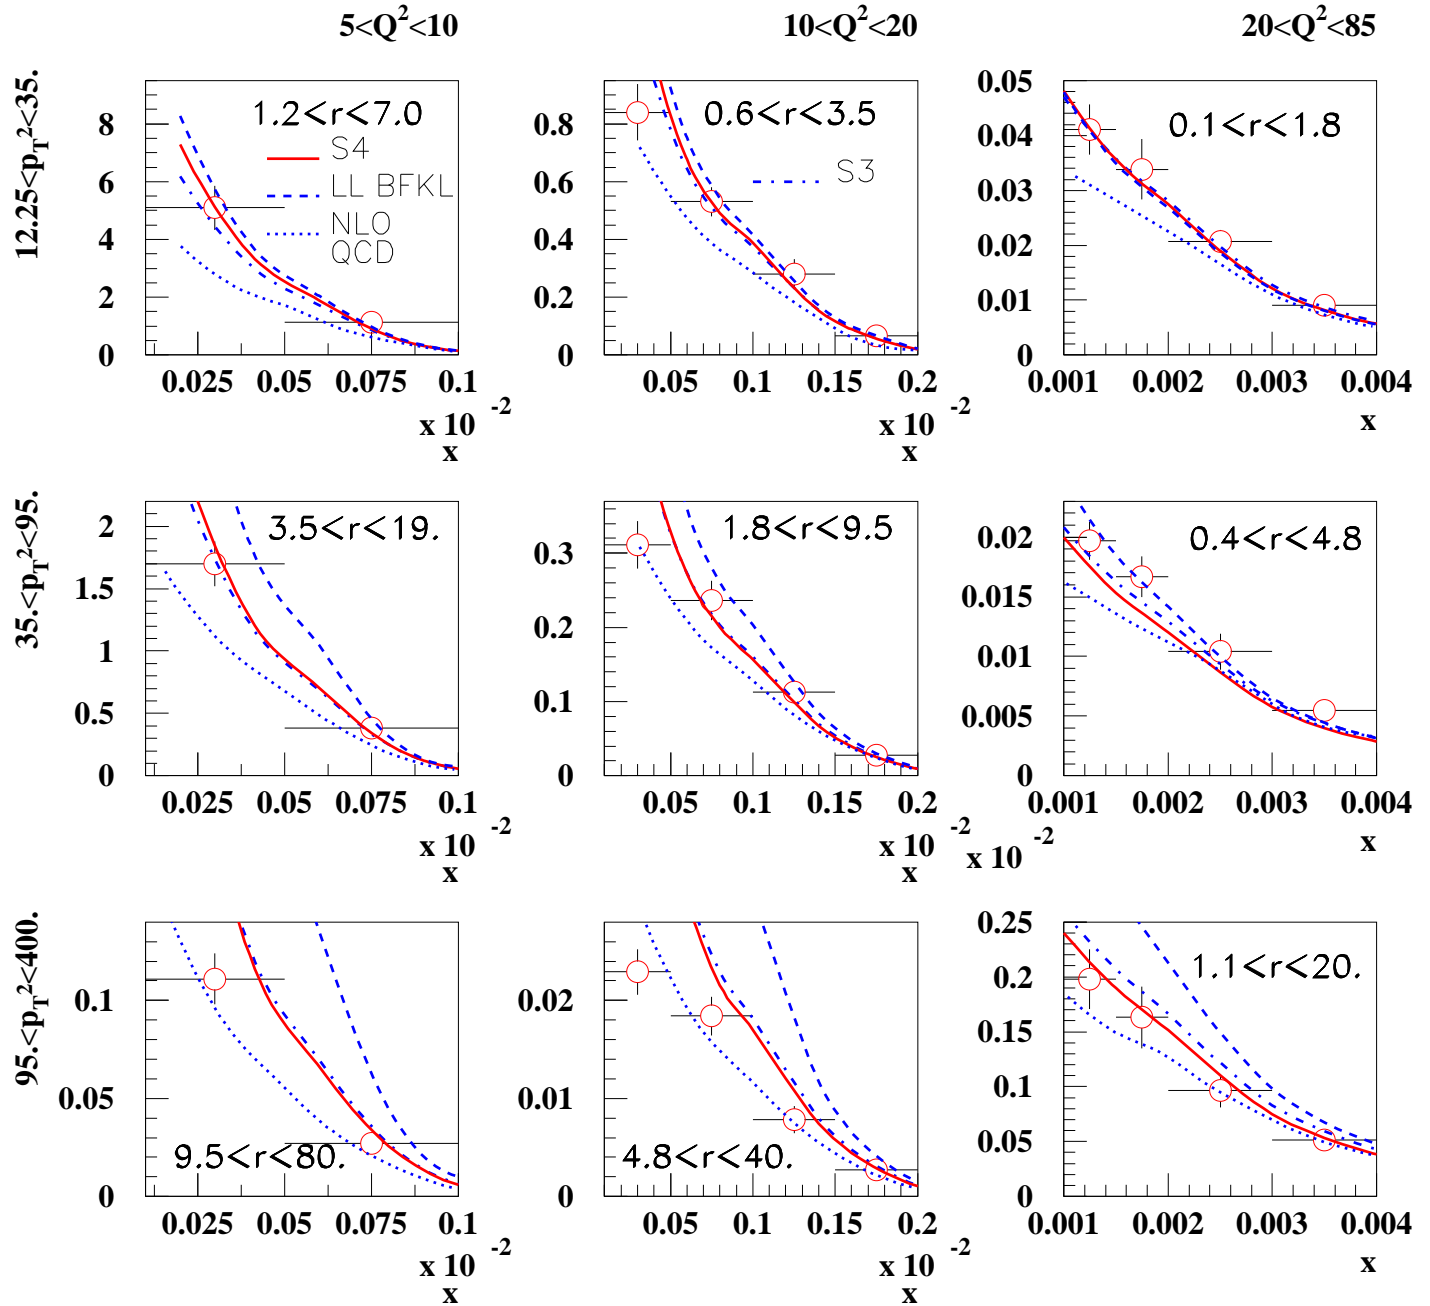 5<Q²<10 10<Q²<20 20<Q²<85
12.25<p_T²<35.
1.2<r<7.0
S4
LL BFKL
NLO
QCD
8
6
4
2
0
0.025 0.05 0.075 0.1
x 10⁻²
x
0.6<r<3.5
S3
0.8
0.6
0.4
0.2
0
0.05 0.1 0.15 0.2
x 10⁻²
x
0.1<r<1.8
0.05
0.04
0.03
0.02
0.01
0
0.001 0.002 0.003 0.004
x
35.<p_T²<95.
3.5<r<19.
2
1.5
1
0.5
0
0.025 0.05 0.075 0.1
x 10⁻²
x
1.8<r<9.5
0.3
0.2
0.1
0
0.05 0.1 0.15 0.2
x 10⁻²
x
0.4<r<4.8
0.02
0.015
0.01
0.005
0
0.001 0.002 0.003 0.004
x
x 10⁻²
95.<p_T²<400.
9.5<r<80.
0.1
0.05
0
0.025 0.05 0.075 0.1
x 10⁻²
x
4.8<r<40.
0.02
0.01
0
0.05 0.1 0.15 0.2
x 10⁻²
x
1.1<r<20.
0.25
0.2
0.15
0.1
0.05
0
0.001 0.002 0.003 0.004
x